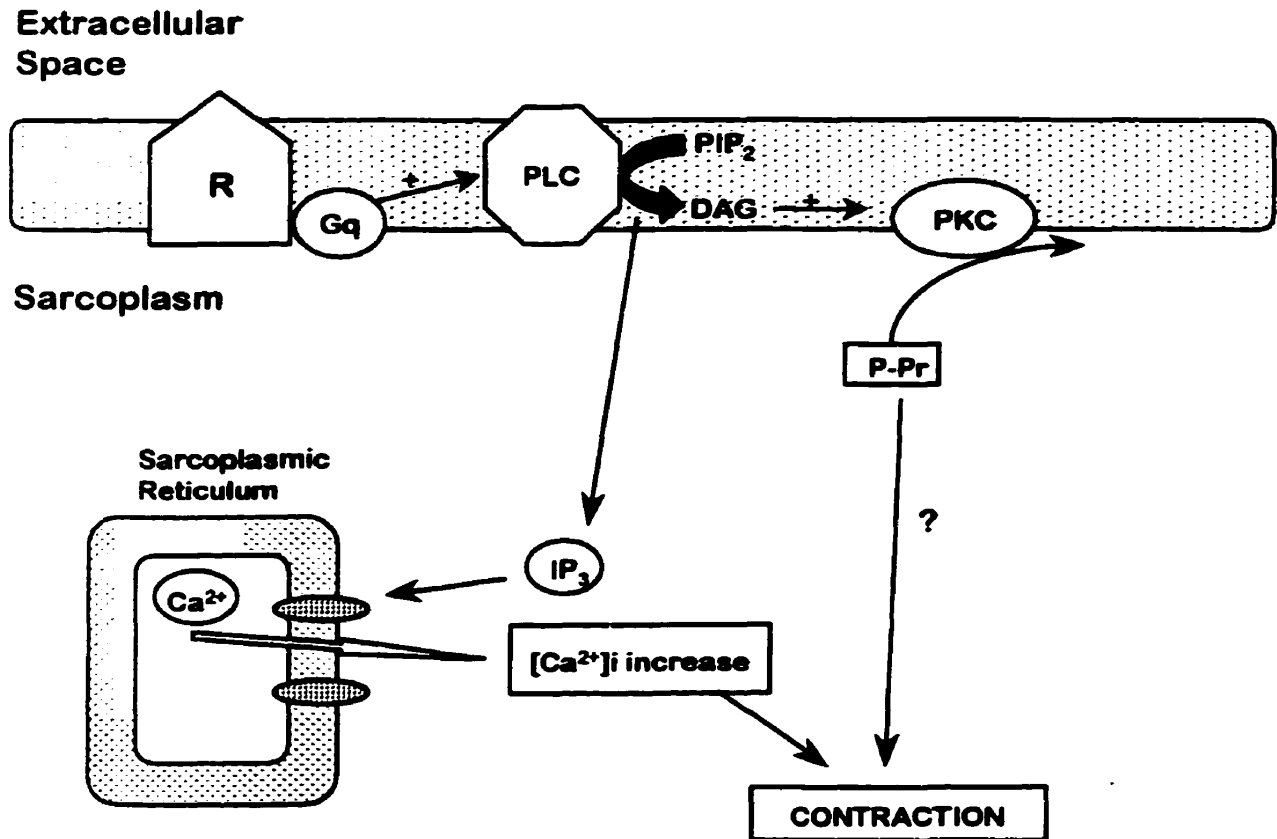 Extracellular
Space
R
Gq
+
PLC
PIP₂
DAG
+
PKC
Sarcoplasm
P-Pr
Sarcoplasmic
Reticulum
?
IP₃
Ca²⁺
[Ca²⁺]i increase
CONTRACTION